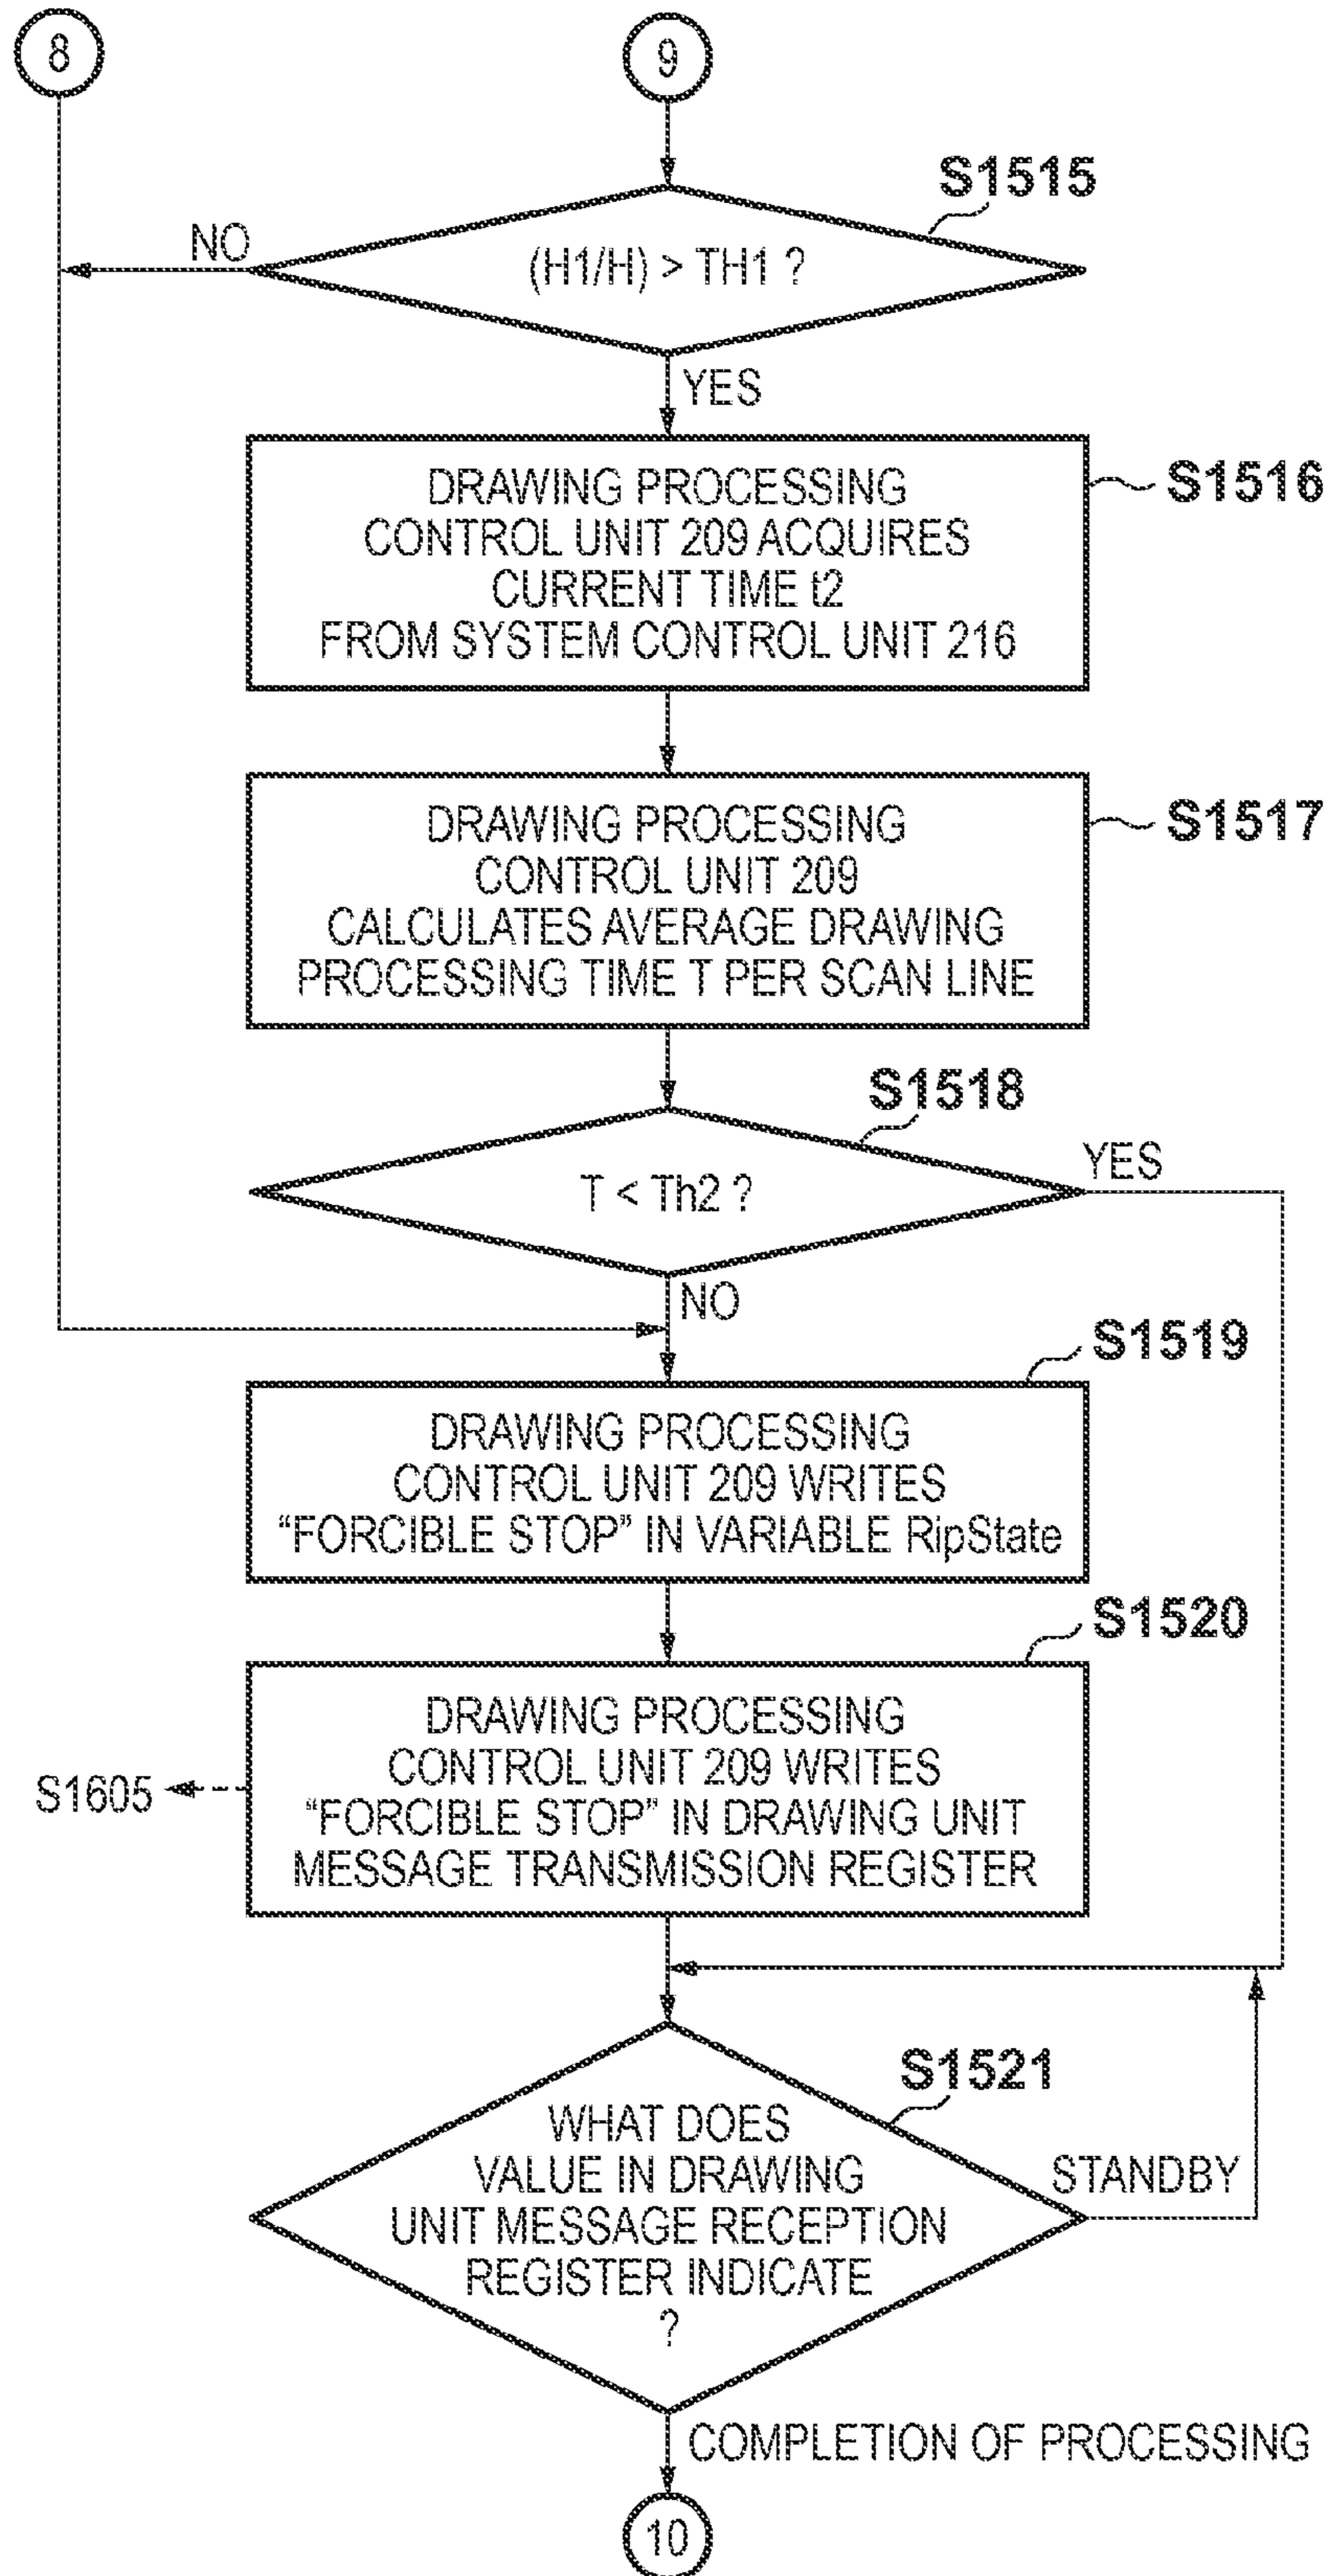 8
9
S1515
NO
(H1/H) > TH1 ?
YES
DRAWING PROCESSING
CONTROL UNIT 209 ACQUIRES
CURRENT TIME t2
FROM SYSTEM CONTROL UNIT 216
S1516
DRAWING PROCESSING
CONTROL UNIT 209
CALCULATES AVERAGE DRAWING
PROCESSING TIME T PER SCAN LINE
S1517
S1518
T < Th2 ?
YES
NO
S1519
DRAWING PROCESSING
CONTROL UNIT 209 WRITES
“FORCIBLE STOP” IN VARIABLE RipState
S1520
DRAWING PROCESSING
CONTROL UNIT 209 WRITES
“FORCIBLE STOP” IN DRAWING UNIT
MESSAGE TRANSMISSION REGISTER
S1605
S1521
WHAT DOES
VALUE IN DRAWING
UNIT MESSAGE RECEPTION
REGISTER INDICATE
?
STANDBY
COMPLETION OF PROCESSING
10